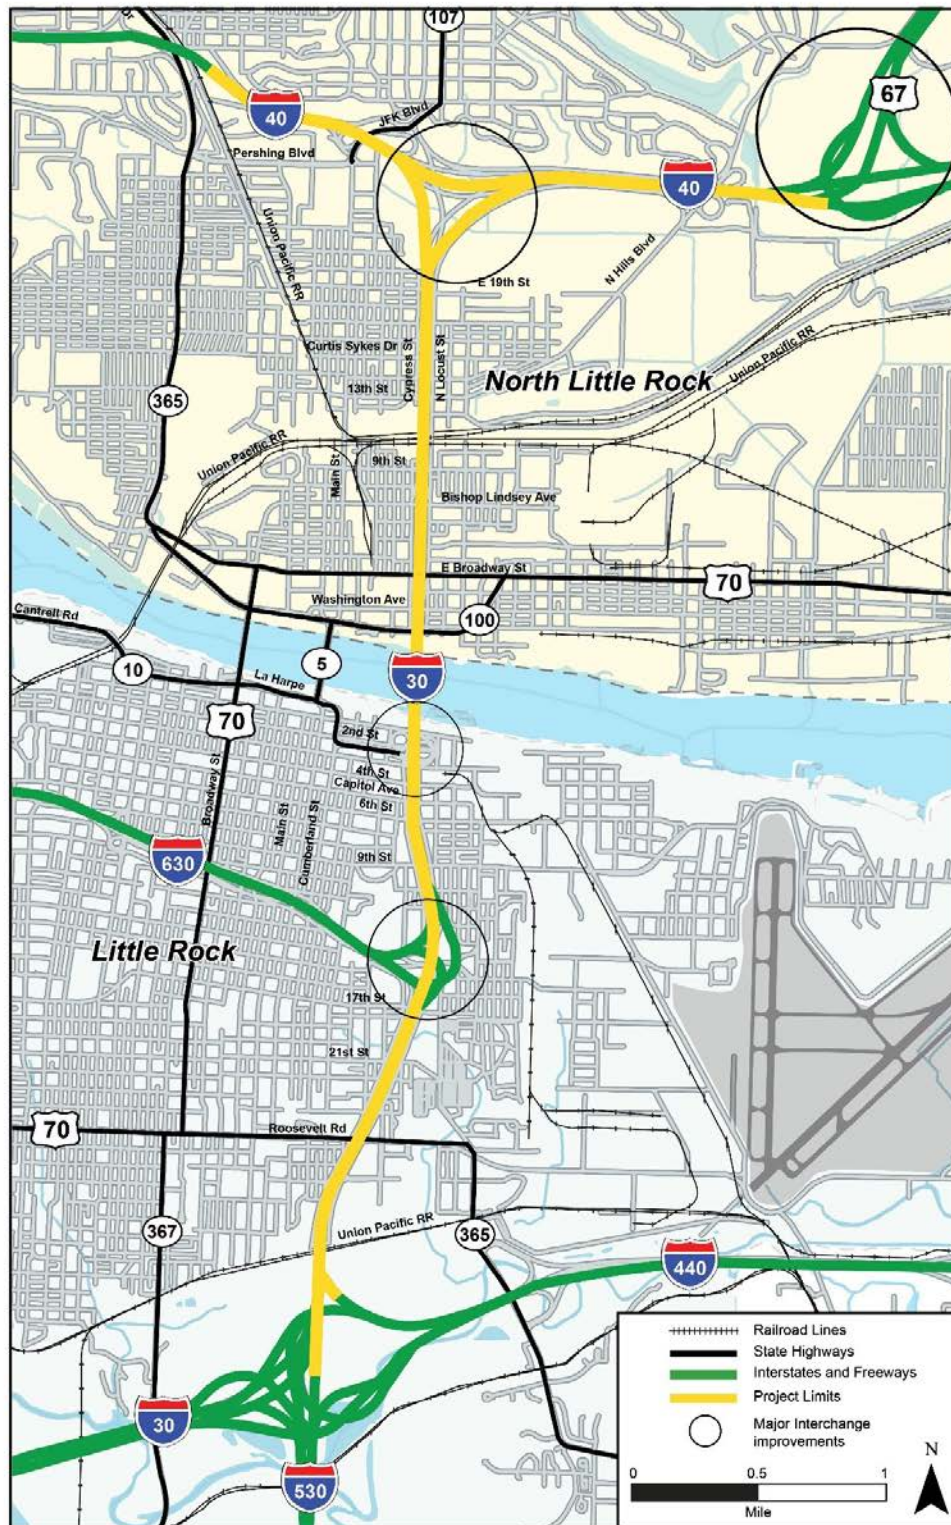 Dr
107
67
40
JFK Blvd
Pershing Blvd
40
Union Pacific RR
N Hills Blvd
E 19th St
Curtis Sykes Dr
Cypress St
N Locust St
Union Pacific RR
13th St
North Little Rock
365
Union Pacific RR
Main St
9th St
Bishop Lindsey Ave
E Broadway St
70
Washington Ave
Cantrell Rd
100
5
10
La Harpe
30
70
2nd St
4th St
Capitol Ave
6th St
Broadway St
Main St
Cumberland St
630
9th St
Little Rock
17th St
21st St
70
Roosevelt Rd
367
Union Pacific RR
365
440
30
530
Railroad Lines
State Highways
Interstates and Freeways
Project Limits
Major Interchange
improvements
N
0 0.5 1
Mile